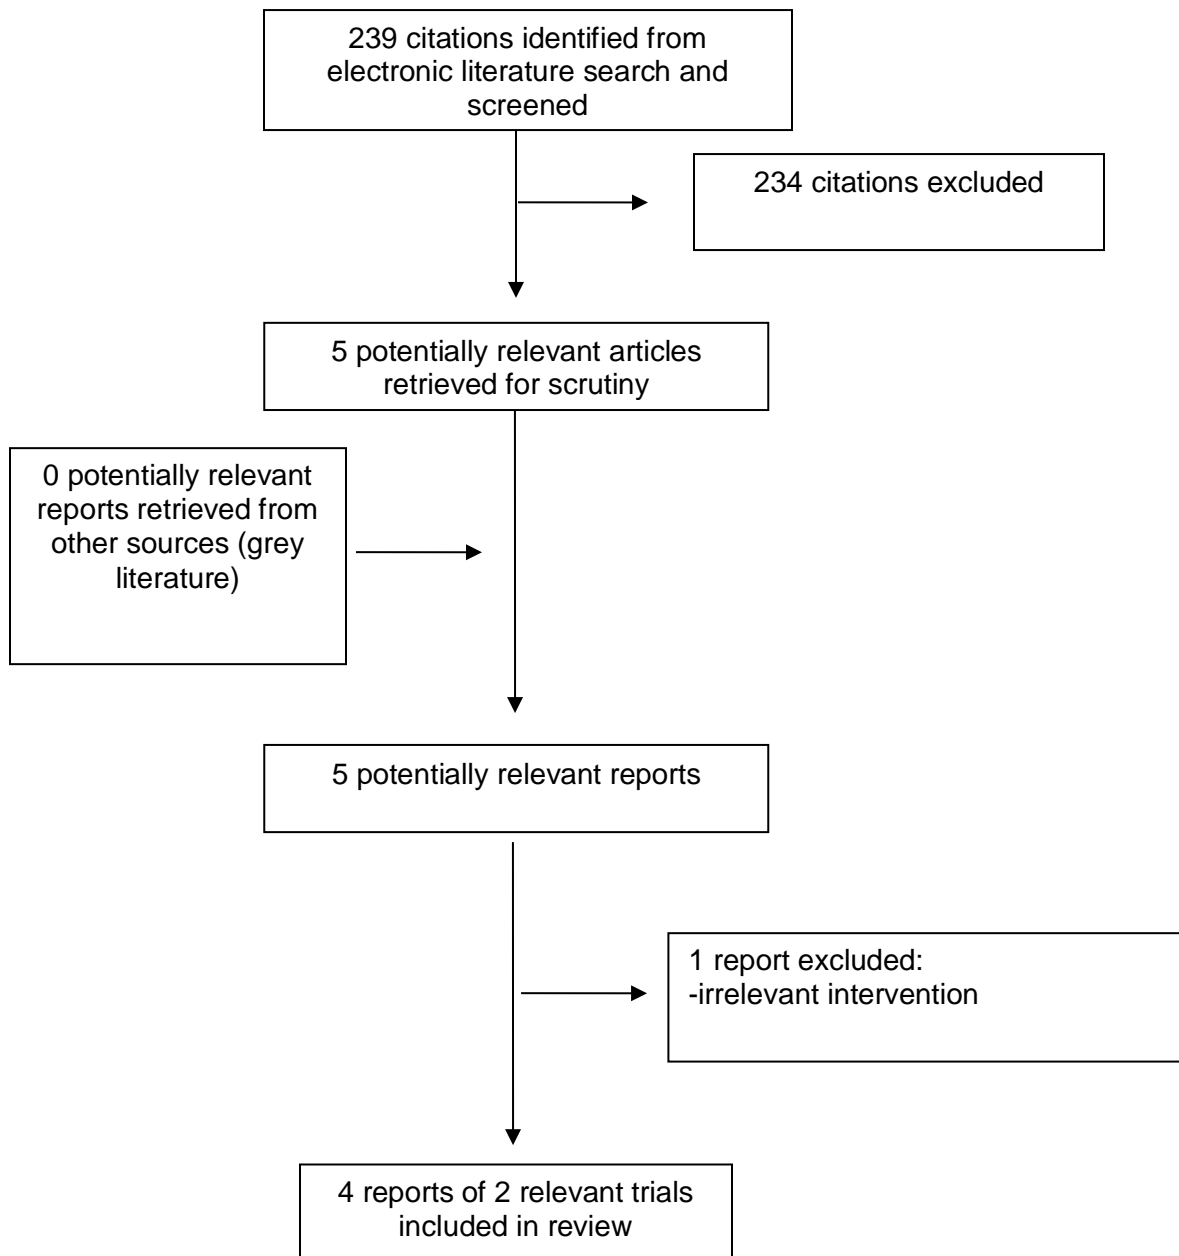 239 citations identified from
electronic literature search and
screened
234 citations excluded
5 potentially relevant articles
retrieved for scrutiny
0 potentially relevant
reports retrieved from
other sources (grey
literature)
5 potentially relevant reports
1 report excluded:
-irrelevant intervention
4 reports of 2 relevant trials
included in review